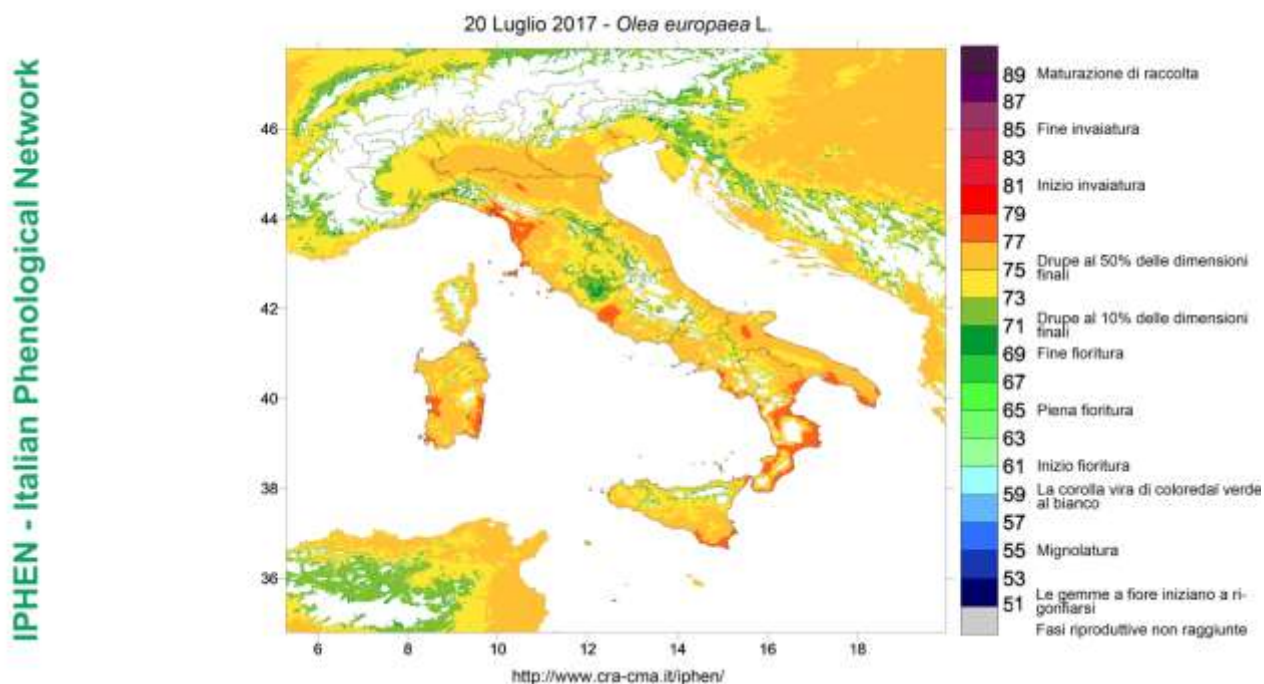 IPHEN - Italian Phenological Network
20 Luglio 2017 - Olea europaea L.
46
44
42
40
38
36
6
8
10
12
14
16
18
http://www.cra-cma.it/iphen/
89 Maturazione di raccolta
87
85 Fine invaiatura
83
81 Inizio invaiatura
79
77
75 Drupe al 50% delle dimensioni
finali
73
71 Drupe al 10% delle dimensioni
finali
69 Fine fioritura
67
65 Piena fioritura
63
61 Inizio fioritura
59 La corolla vira di coloredal verde
al bianco
57
55 Mignolatura
53
51 Le gemme a fiore iniziano a ri-
gonfiarsi
Fasi riproduttive non raggiunte